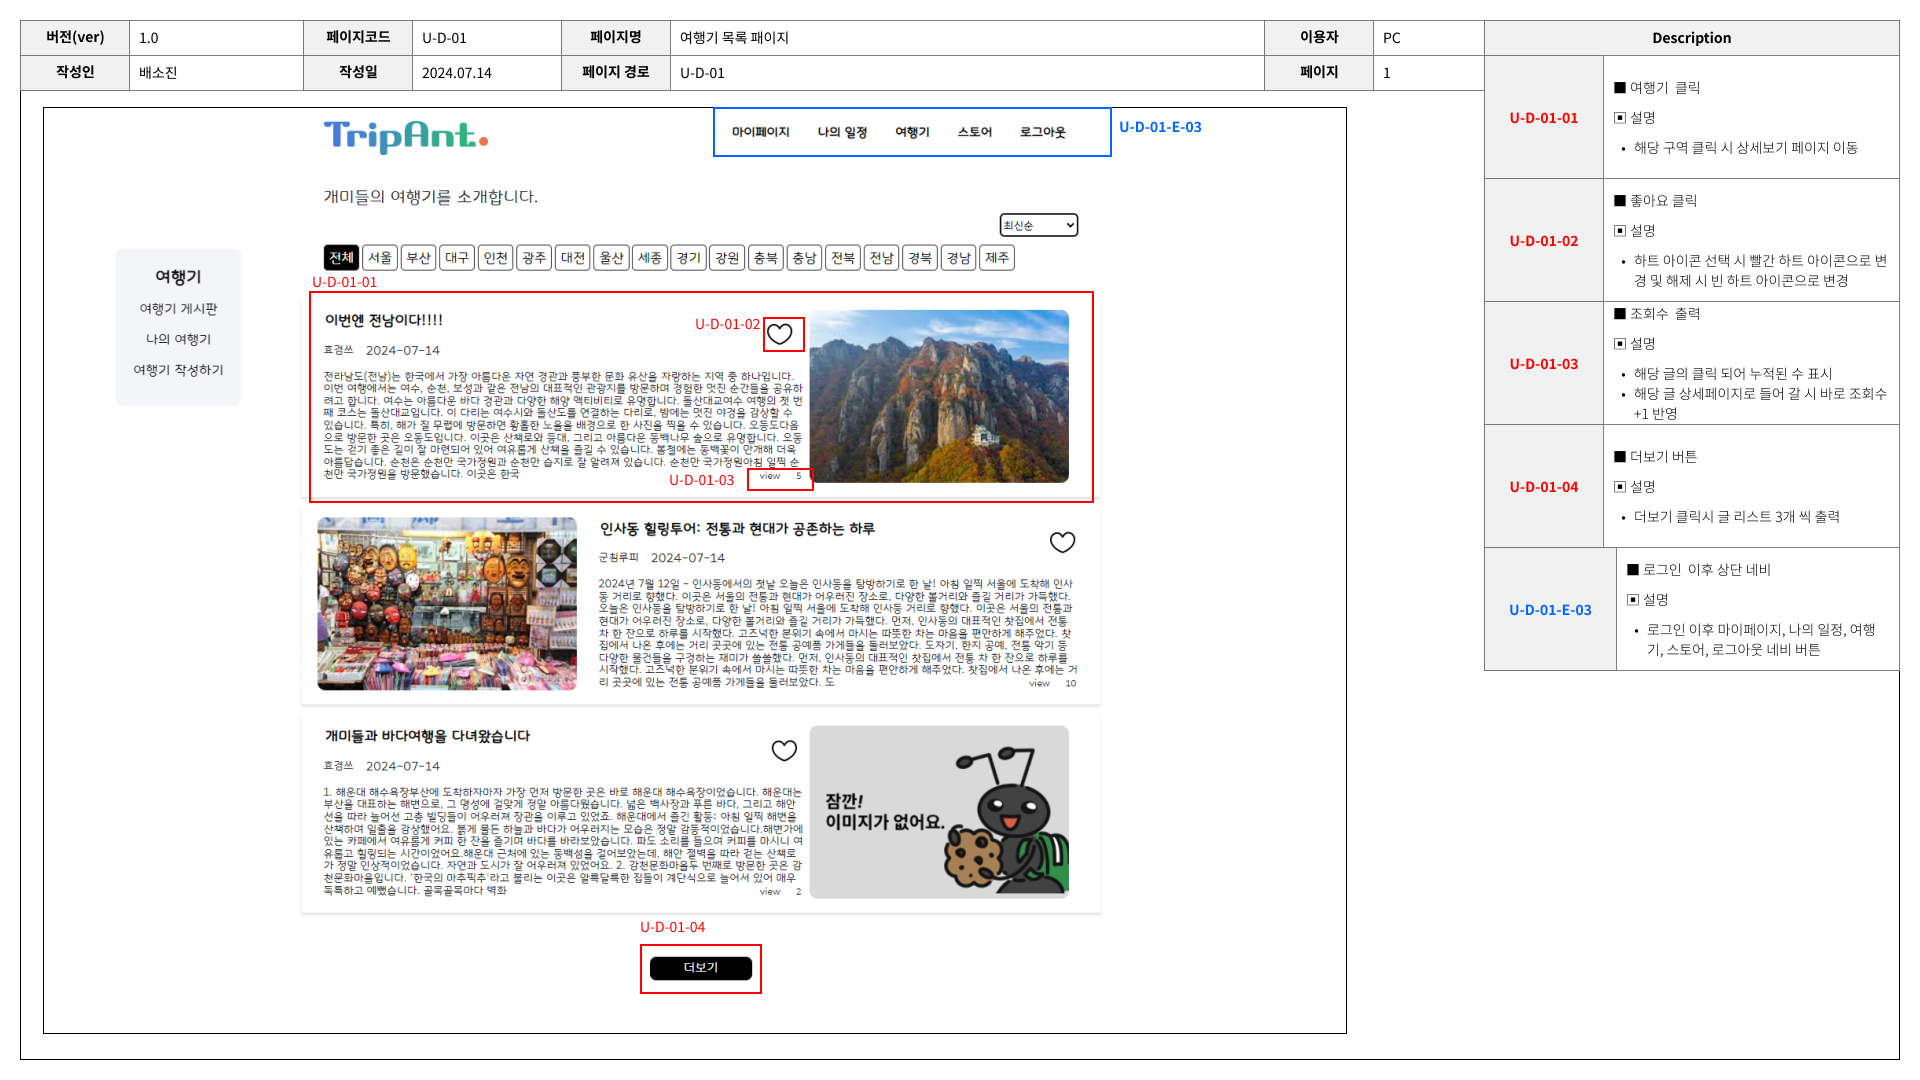 버전(ver) 1.0 페이지코드 U-D-01 페이지명 여행기 목록 패이지 이용자 PC
작성인 배소진 작성일 2024.07.14 페이지 경로 U-D-01 페이지 1
TripAnt.
마이페이지 나의 일정 여행기 스토어 로그아웃
U-D-01-E-03
개미들의 여행기를 소개합니다.
최신순
전체 서울 부산 대구 인천 광주 대전 울산 세종 경기 강원 충북 충남 전북 전남 경북 경남 제주
여행기
여행기 게시판
나의 여행기
여행기 작성하기
U-D-01-01
이번엔 전남이다!!!!
U-D-01-02
효겸쓰 2024-07-14
전라남도(전남)는 한국에서 가장 아름다운 자연 경관과 풍부한 문화 유산을 자랑하는 지역 중 하나입니다.
이번 여행에서는 여수, 순천, 보성과 같은 전남의 대표적인 관광지를 방문하며 경험한 멋진 순간들을 공유하
려고 합니다. 여수는 아름다운 바다 경관과 다양한 해양 액티비티로 유명합니다. 돌산대교여수 여행의 첫 번
째 코스는 돌산대교입니다. 이 다리는 여수시와 돌산도를 연결하는 다리로, 밤에는 멋진 야경을 감상할 수
있습니다. 특히, 해가 질 무렵에 방문하면 황홀한 노을을 배경으로 한 사진을 찍을 수 있습니다. 오동도다음
으로 방문한 곳은 오동도입니다. 이곳은 산책로와 등대, 그리고 아름다운 동백나무 숲으로 유명합니다. 오동
도는 걷기 좋은 길이 잘 마련되어 있어 여유롭게 산책을 즐길 수 있습니다. 봄철에는 동백꽃이 만개해 더욱
아름답습니다. 순천은 순천만 국가정원과 순천만 습지로 잘 알려져 있습니다. 순천만 국가정원아침 일찍 순
천만 국가정원을 방문했습니다. 이곳은 한국
U-D-01-03
view 5
인사동 힐링투어: 전통과 현대가 공존하는 하루
군침루피 2024-07-14
2024년 7월 12일 - 인사동에서의 첫날 오늘은 인사동을 탐방하기로 한 날! 아침 일찍 서울에 도착해 인사
동 거리로 향했다. 이곳은 서울의 전통과 현대가 어우러진 장소로, 다양한 볼거리와 즐길 거리가 가득했다.
오늘은 인사동을 탐방하기로 한 날! 아침 일찍 서울에 도착해 인사동 거리로 향했다. 이곳은 서울의 전통과
현대가 어우러진 장소로, 다양한 볼거리와 즐길 거리가 가득했다. 먼저, 인사동의 대표적인 찻집에서 전통
차 한 잔으로 하루를 시작했다. 고즈넉한 분위기 속에서 마시는 따뜻한 차는 마음을 편안하게 해주었다. 찻
집에서 나온 후에는 거리 곳곳에 있는 전통 공예품 가게들을 둘러보았다. 도자기, 한지 공예, 전통 악기 등
다양한 물건들을 구경하는 재미가 쏠쏠했다. 먼저, 인사동의 대표적인 찻집에서 전통 차 한 잔으로 하루를
시작했다. 고즈넉한 분위기 속에서 마시는 따뜻한 차는 마음을 편안하게 해주었다. 찻집에서 나온 후에는 거
리 곳곳에 있는 전통 공예품 가게들을 둘러보았다. 도
view 10
개미들과 바다여행을 다녀왔습니다
효겸쓰 2024-07-14
1. 해운대 해수욕장부산에 도착하자마자 가장 먼저 방문한 곳은 바로 해운대 해수욕장이었습니다. 해운대는
부산을 대표하는 해변으로, 그 명성에 걸맞게 정말 아름다웠습니다. 넓은 백사장과 푸른 바다, 그리고 해안
선을 따라 늘어선 고층 빌딩들이 어우러져 장관을 이루고 있었죠. 해운대에서 즐긴 활동: 아침 일찍 해변을
산책하며 일출을 감상했어요. 붉게 물든 하늘과 바다가 어우러지는 모습은 정말 감동적이었습니다.해변가에
있는 카페에서 여유롭게 커피 한 잔을 즐기며 바다를 바라보았습니다. 파도 소리를 들으며 커피를 마시니 여
유롭고 힐링되는 시간이었어요.해운대 근처에 있는 동백섬을 걸어보았는데, 해안 절벽을 따라 걷는 산책로
가 정말 인상적이었습니다. 자연과 도시가 잘 어우러져 있었어요. 2. 감천문화마을두 번째로 방문한 곳은 감
천문화마을입니다. '한국의 마추픽추'라고 불리는 이곳은 알록달록한 집들이 계단식으로 늘어서 있어 매우
독특하고 예뻤습니다. 골목골목마다 벽화
view 2
잠깐!
이미지가 없어요.
U-D-01-04
더보기
Description
U-D-01-01
■ 여행기 클릭
▣ 설명
• 해당 구역 클릭 시 상세보기 페이지 이동
U-D-01-02
■ 좋아요 클릭
▣ 설명
• 하트 아이콘 선택 시 빨간 하트 아이콘으로 변
경 및 해제 시 빈 하트 아이콘으로 변경
U-D-01-03
■ 조회수 출력
▣ 설명
• 해당 글의 클릭 되어 누적된 수 표시
• 해당 글 상세페이지로 들어 갈 시 바로 조회수
+1 반영
U-D-01-04
■ 더보기 버튼
▣ 설명
• 더보기 클릭시 글 리스트 3개 씩 출력
U-D-01-E-03
■ 로그인 이후 상단 네비
▣ 설명
• 로그인 이후 마이페이지, 나의 일정, 여행
기, 스토어, 로그아웃 네비 버튼